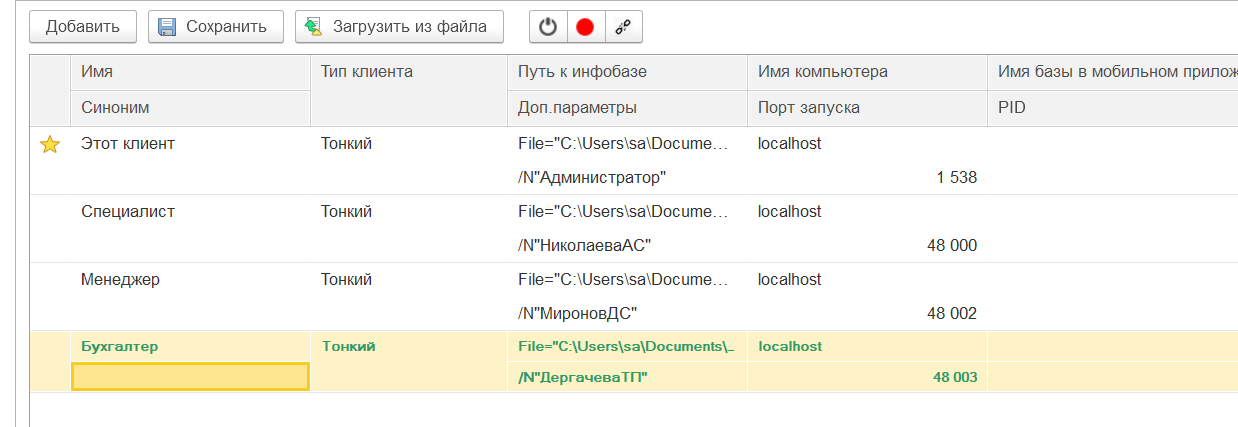 Добавить Сохранить Загрузить из файла
Имя Тип клиента Путь к инфобазе Имя компьютера Имя базы в мобильном прилож
Синоним Доп.параметры Порт запуска PID
Этот клиент Тонкий File="C:\Users\sa\Docume... localhost
/N"Администратор" 1 538
Специалист Тонкий File="C:\Users\sa\Docume... localhost
/N"НиколаеваАС" 48 000
Менеджер Тонкий File="C:\Users\sa\Docume... localhost
/N"МироновДС" 48 002
Бухгалтер Тонкий File="C:\Users\sa\Documents\_ localhost
/N"ДергачеваТП" 48 003